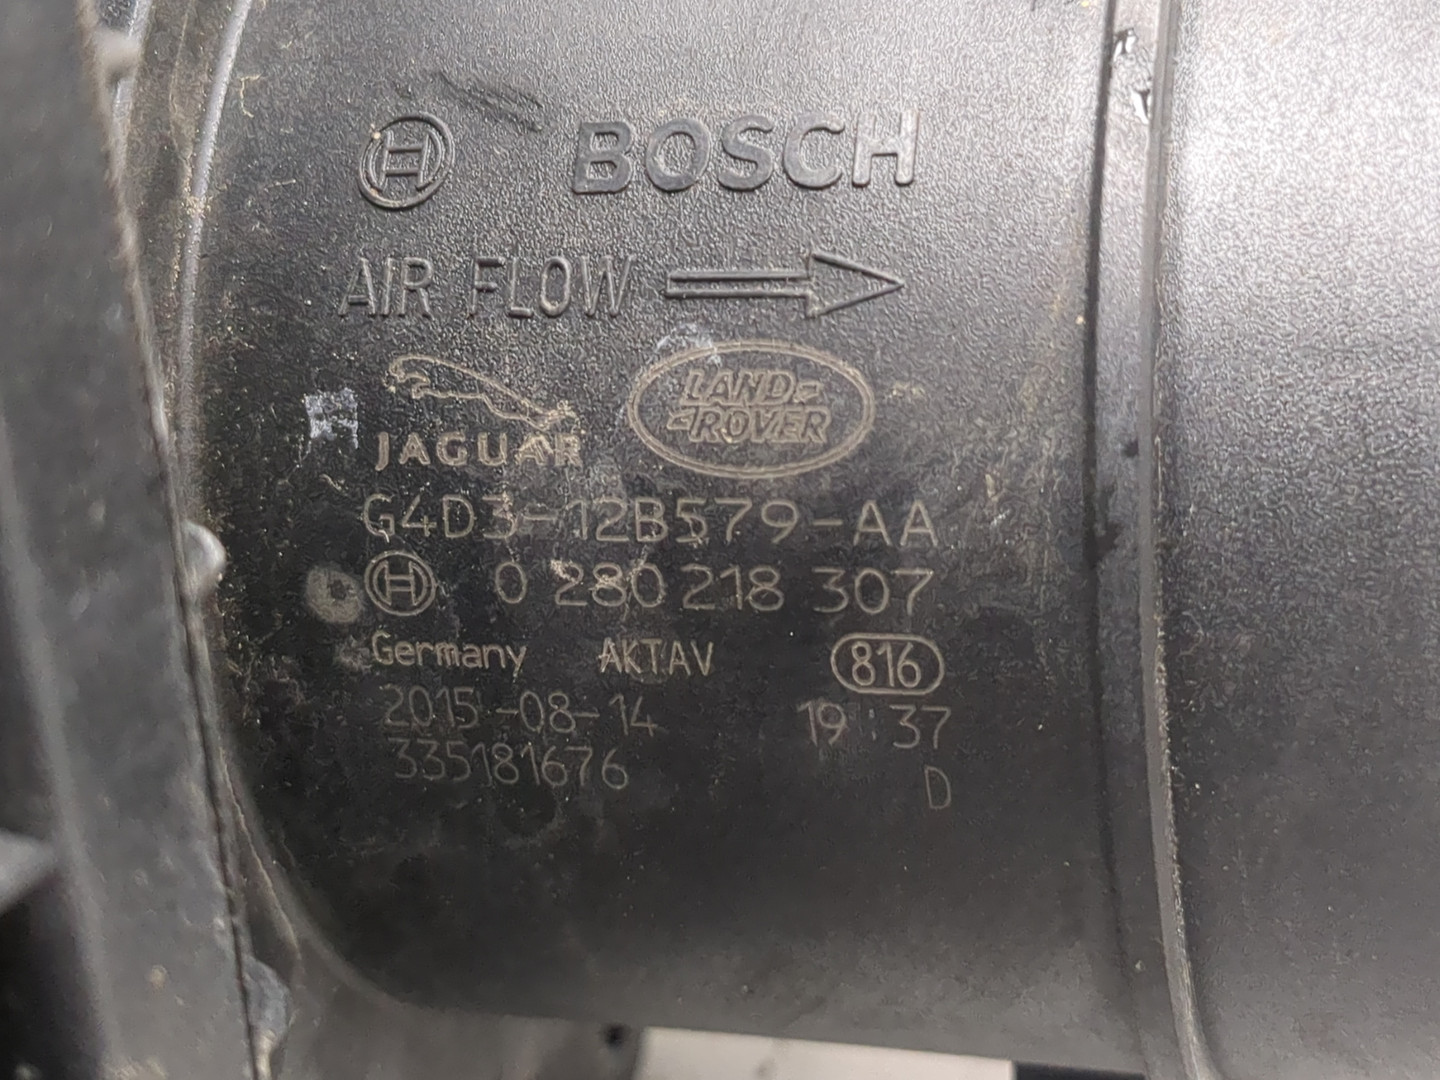 BOSCH
AIR FLOW
JAGUAR LAND ROVER
G4D3-12B579-AA
0 280 218 307
Germany AKTAV 816
2015-08-14 19:37
335181676 D